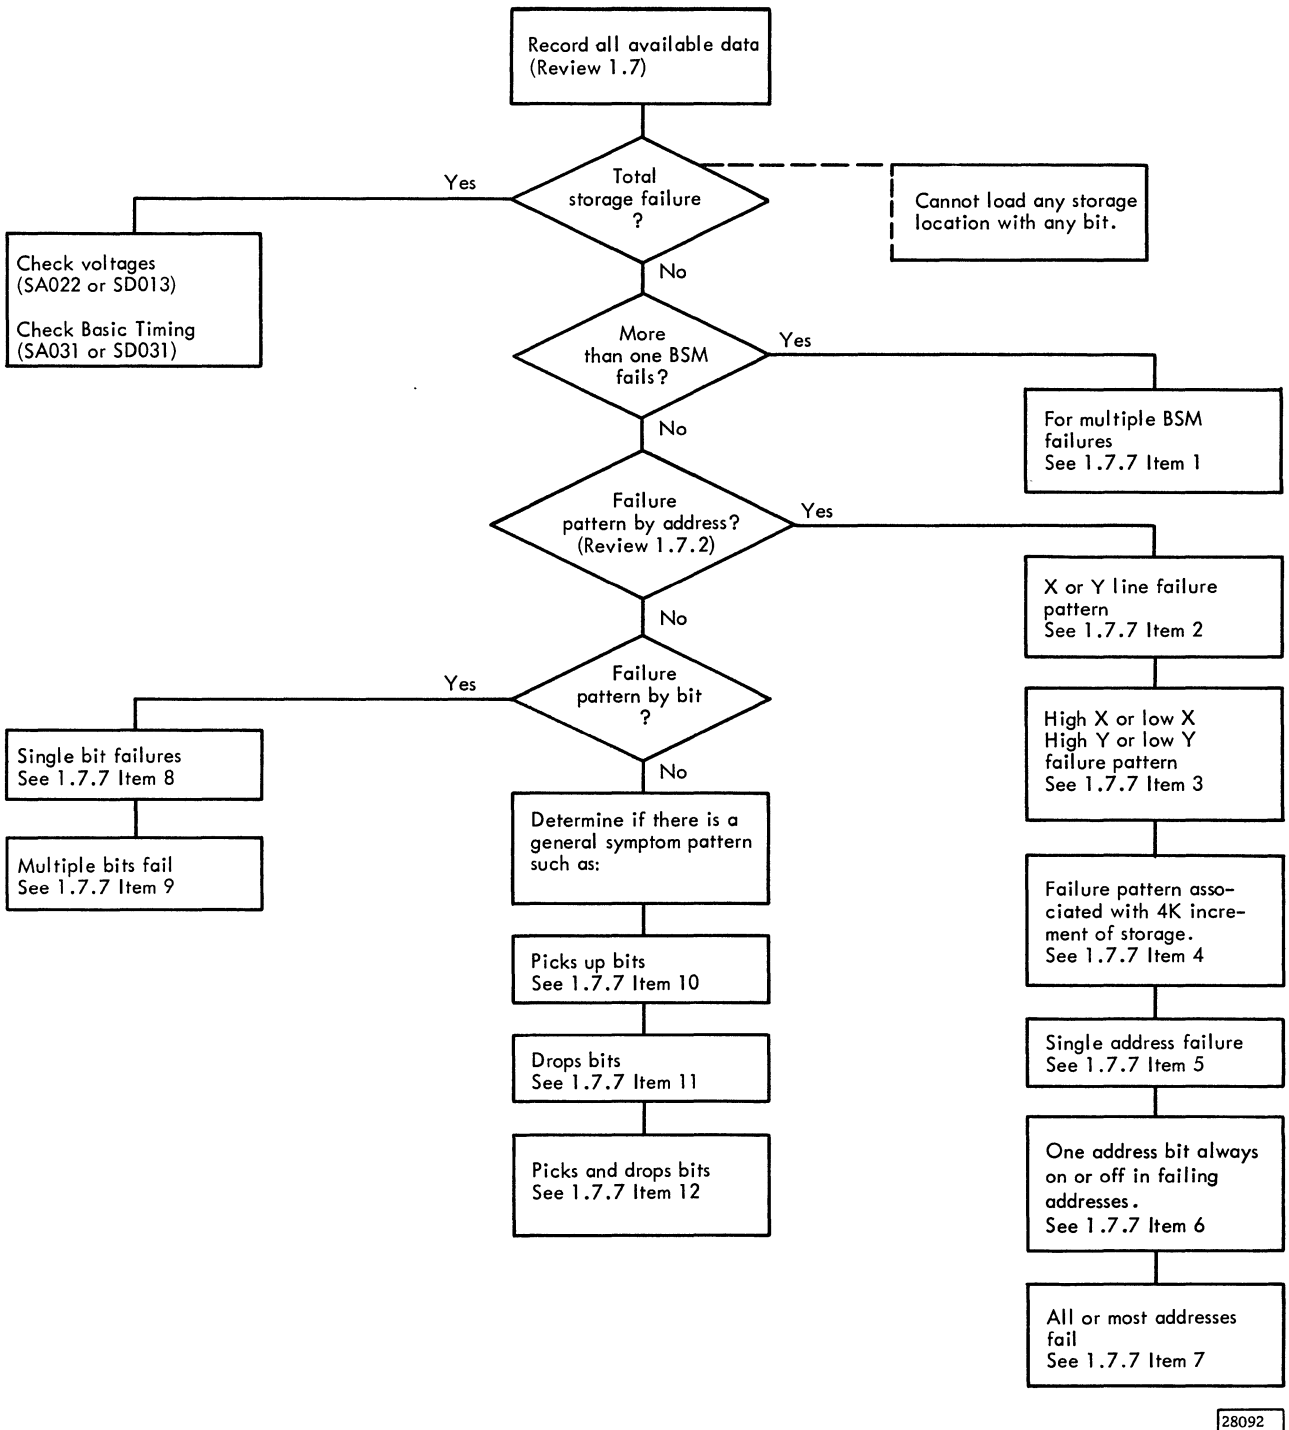 Record all available data
(Review 1.7)
Total
storage failure
?
Yes
Cannot load any storage
location with any bit.
Check voltages
(SA022 or SD013)
Check Basic Timing
(SA031 or SD031)
No
More
than one BSM
fails?
Yes
For multiple BSM
failures
See 1.7.7 Item 1
No
Failure
pattern by address?
(Review 1.7.2)
Yes
X or Y line failure
pattern
See 1.7.7 Item 2
High X or low X
High Y or low Y
failure pattern
See 1.7.7 Item 3
Failure pattern asso-
ciated with 4K incre-
ment of storage.
See 1.7.7 Item 4
Single address failure
See 1.7.7 Item 5
One address bit always
on or off in failing
addresses.
See 1.7.7 Item 6
All or most addresses
fail
See 1.7.7 Item 7
No
Failure
pattern by bit
?
Yes
Single bit failures
See 1.7.7 Item 8
Multiple bits fail
See 1.7.7 Item 9
No
Determine if there is a
general symptom pattern
such as:
Picks up bits
See 1.7.7 Item 10
Drops bits
See 1.7.7 Item 11
Picks and drops bits
See 1.7.7 Item 12
28092